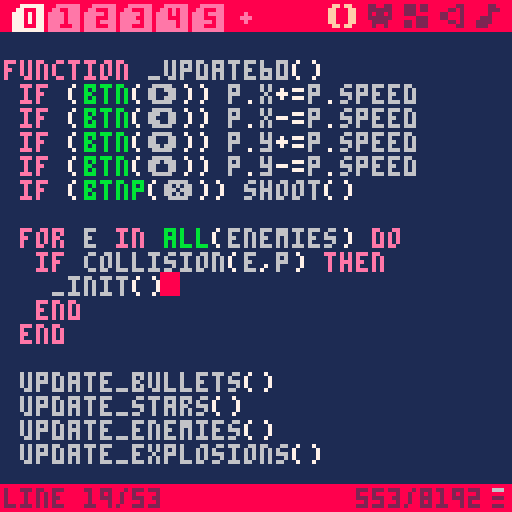 0 1 2 3 4 5 +
FUNCTION _UPDATE60()
IF (BTN(➡️)) P.X+=P.SPEED
IF (BTN(⬅️)) P.X-=P.SPEED
IF (BTN(⬇️)) P.Y+=P.SPEED
IF (BTN(⬆️)) P.Y-=P.SPEED
IF (BTNP(❎)) SHOOT()
FOR E IN ALL(ENEMIES) DO
IF COLLISION(E,P) THEN
_INIT()
END
END
UPDATE_BULLETS()
UPDATE_STARS()
UPDATE_ENEMIES()
UPDATE_EXPLOSIONS()
LINE 19/53 553/8192